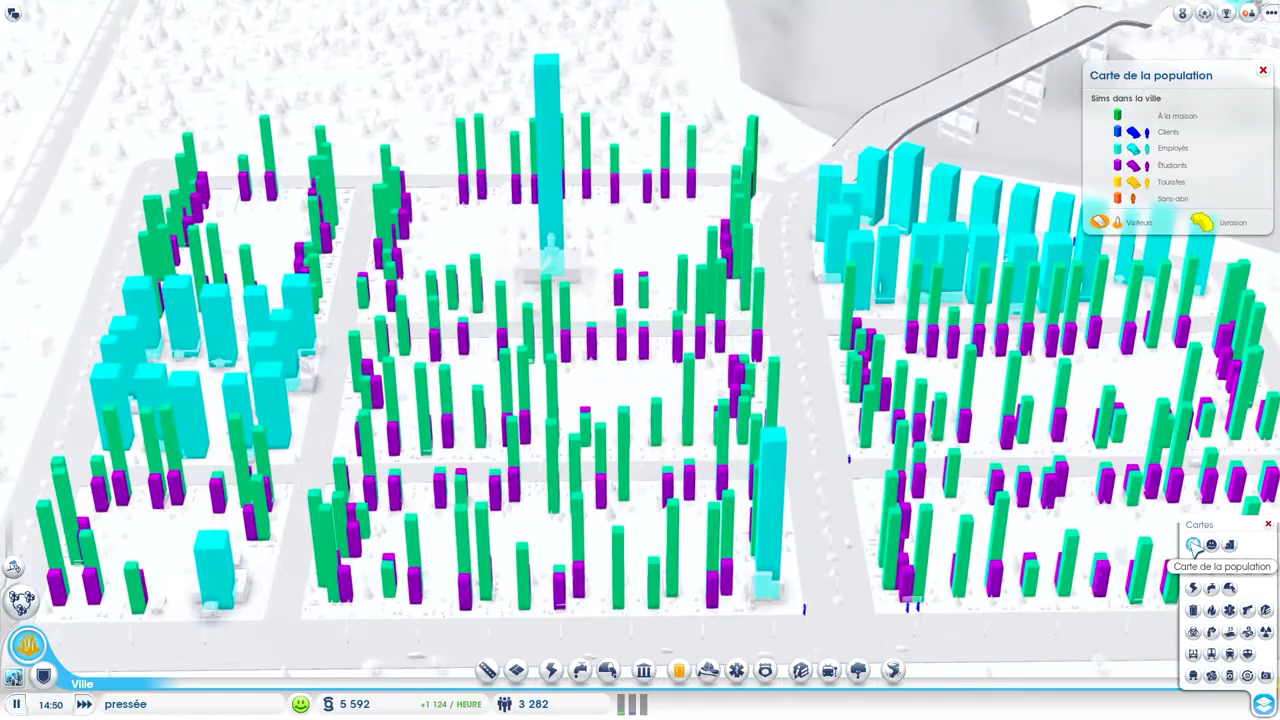 Carte de la population
Sims dans la ville
À la maison
Clients
Employés
Étudiants
Touristes
Sans-abri
Visiteurs
Livraison
Cartes
Carte de la population
Ville
14:50
pressée
5 592
+1 124 / HEURE
3 282